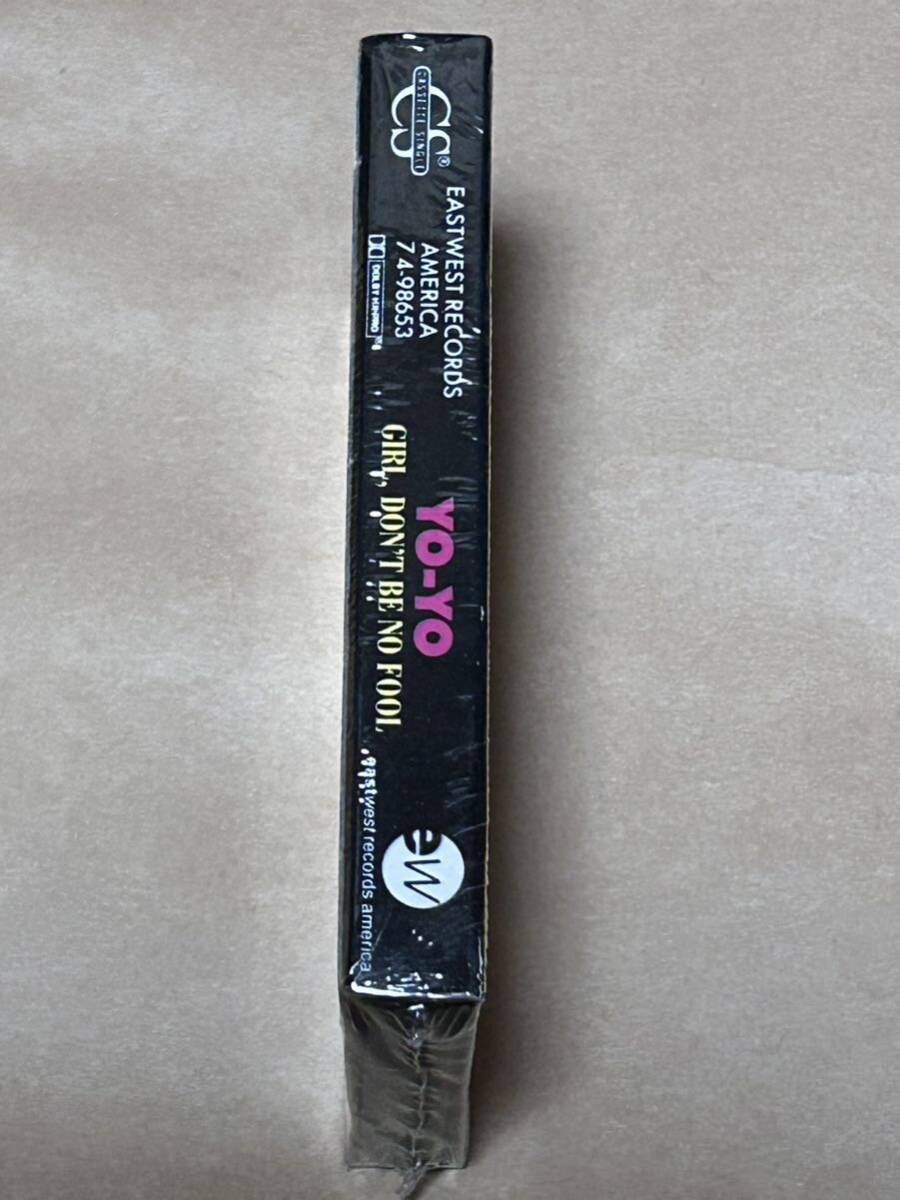 CS®
CASSETTE SINGLE
EASTWEST RECORDS
AMERICA
7 4-98653
DOLBY HX PRO
YO-YO
GIRL, DON'T BE NO FOOL
ew
eastwest records america